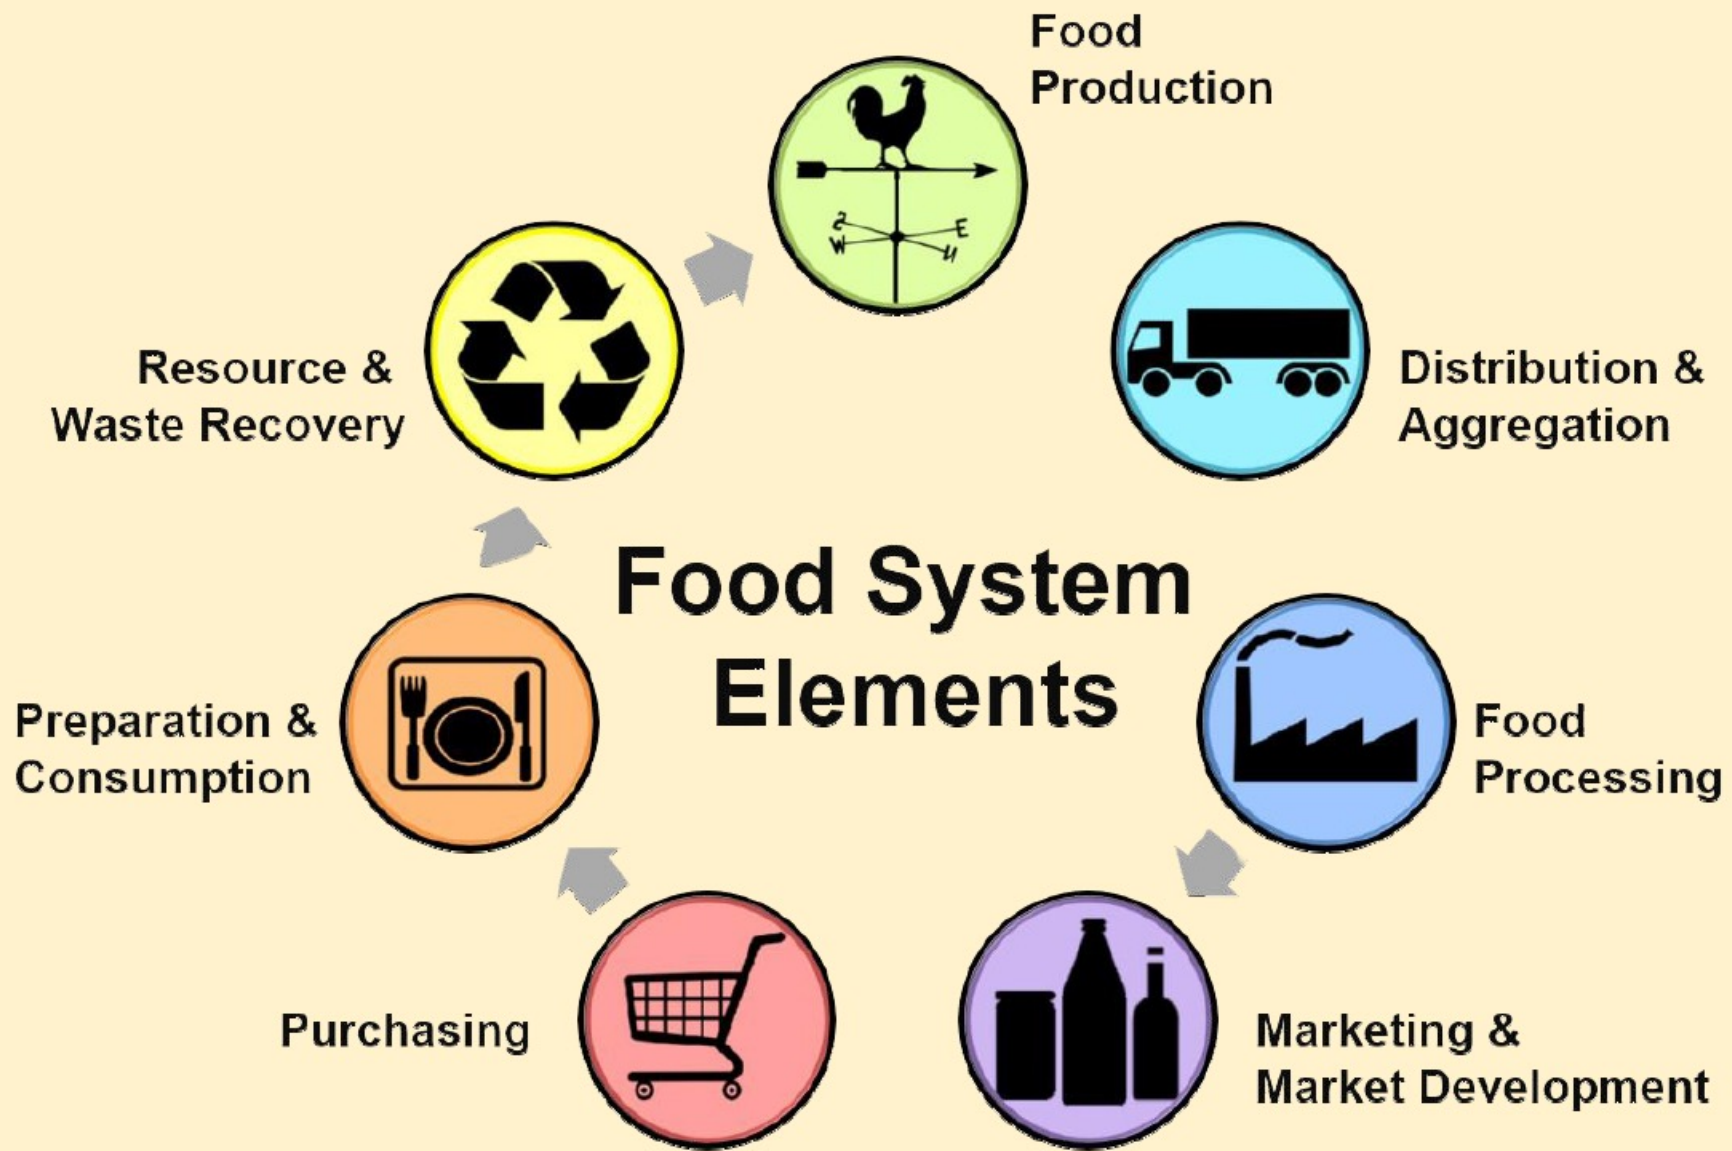 Food
Production
Distribution &
Aggregation
Food
Processing
Marketing &
Market Development
Purchasing
Preparation &
Consumption
Resource &
Waste Recovery
Food System
Elements
S
W
E
N